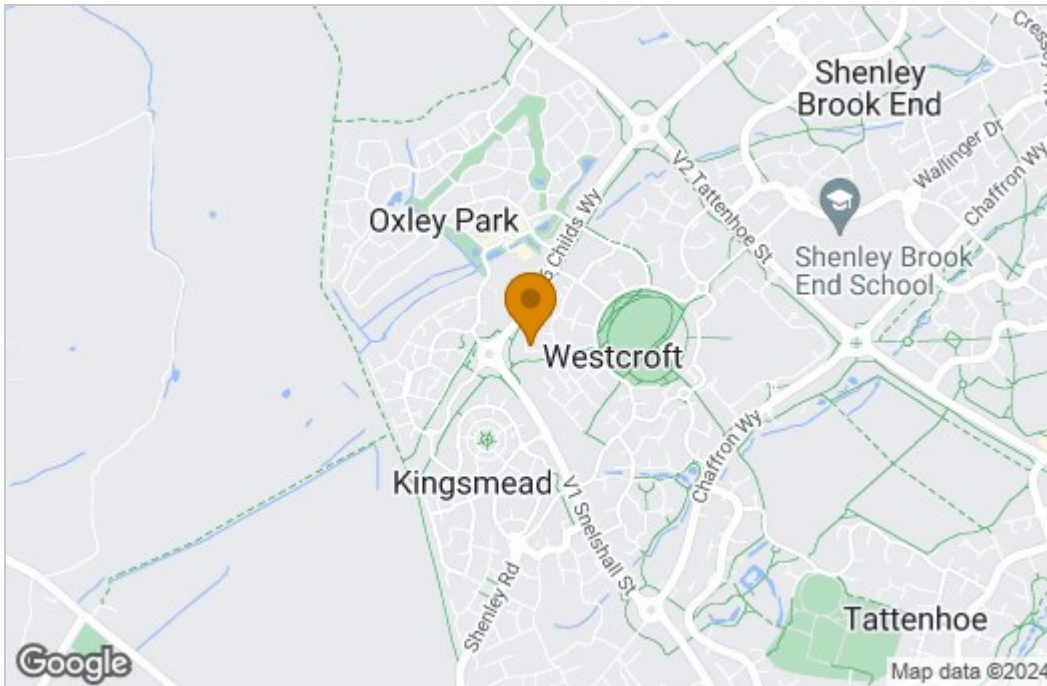 Shenley
Brook End
Wallinger Dr
Chaffron Wy
V2 Tattenhoe St
Childs Wy
Oxley Park
Shenley Brook
End School
Westcroft
Chaffron Wy
Kingsmead
V1 Snelshall St
Shenley Rd
Tattenhoe
Google
Map data ©2024